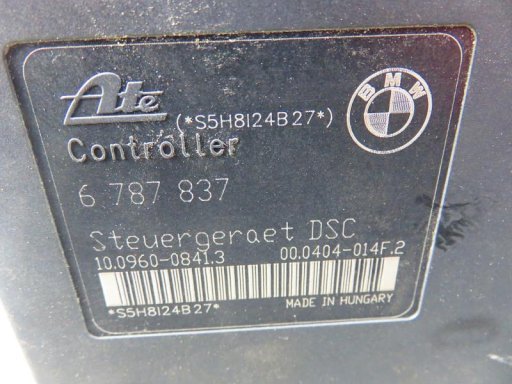 Ate (*S5H8I24B27*) BMW
Controller
6 787 837
Steuergeraet DSC
10.0960-0841.3 00.0404-014F.2
*S5H8I24B27* MADE IN HUNGARY